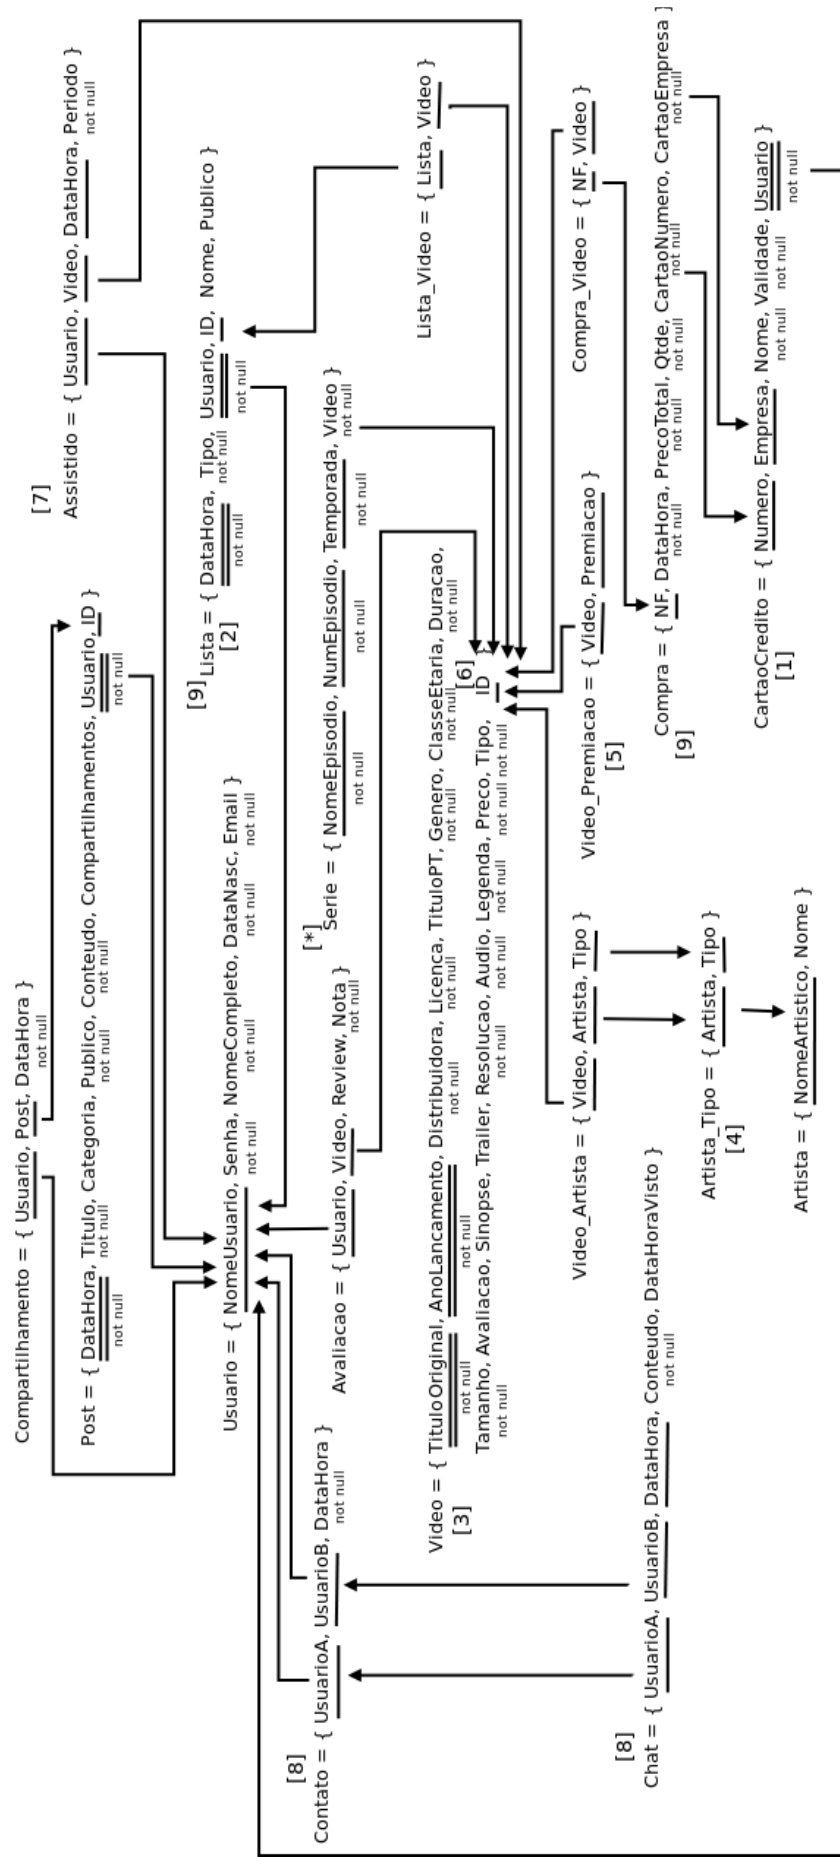 Compartilhamento = { Usuario, Post, DataHora }
not null
Post = { DataHora, Titulo, Categoria, Publico, Conteudo, Compartilhamentos, Usuario, ID }
not null not null not null not null not null
[7]
Assistido = { Usuario, Video, DataHora, Periodo }
not null
Usuario = { NomeUsuario, Senha, NomeCompleto, DataNasc, Email }
not null not null not null not null
[9] Lista = { DataHora, Tipo, Usuario, ID, Nome, Publico }
[2] not null not null not null
[8]
Contato = { UsuarioA, UsuarioB, DataHora }
not null
Avaliacao = { Usuario, Video, Review, Nota }
not null
[*]
Serie = { NomeEpisodio, NumEpisodio, Temporada, Video }
not null not null not null not null
Lista_Video = { Lista, Video }
Video = { TituloOriginal, AnoLancamento, Distribuidora, Licenca, TituloPT, Genero, ClasseEtaria, Duracao,
[3] not null not null not null not null not null not null
Tamanho, Avaliacao, Sinopse, Trailer, Resolucao, Audio, Legenda, Preco, Tipo, ID }
not null not null not null not null not null
[6]
Video_Artista = { Video, Artista, Tipo }
Video_Premiacao = { Video, Premiacao }
[5]
Compra_Video = { NF, Video }
[8]
Chat = { UsuarioA, UsuarioB, DataHora, Conteudo, DataHoraVisto }
not null
Compra = { NF, DataHora, PrecoTotal, Qtde, CartaoNumero, CartaoEmpresa }
[9] not null not null not null not null not null
Artista_Tipo = { Artista, Tipo }
[4]
CartaoCredito = { Numero, Empresa, Nome, Validade, Usuario }
[1] not null not null not null
Artista = { NomeArtistico, Nome }